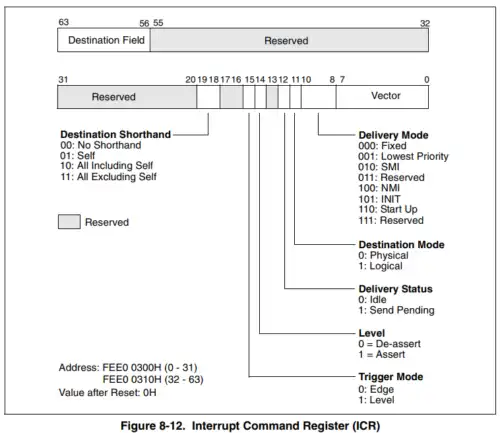 63 56 55 32
Destination Field Reserved
31 20 19 18 17 16 15 14 13 12 11 10 8 7 0
Reserved Vector
Destination Shorthand
00: No Shorthand
01: Self
10: All Including Self
11: All Excluding Self
Reserved
Delivery Mode
000: Fixed
001: Lowest Priority
010: SMI
011: Reserved
100: NMI
101: INIT
110: Start Up
111: Reserved
Destination Mode
0: Physical
1: Logical
Delivery Status
0: Idle
1: Send Pending
Level
0 = De-assert
1 = Assert
Trigger Mode
0: Edge
1: Level
Address: FEE0 0300H (0 - 31)
FEE0 0310H (32 - 63)
Value after Reset: 0H
Figure 8-12. Interrupt Command Register (ICR)